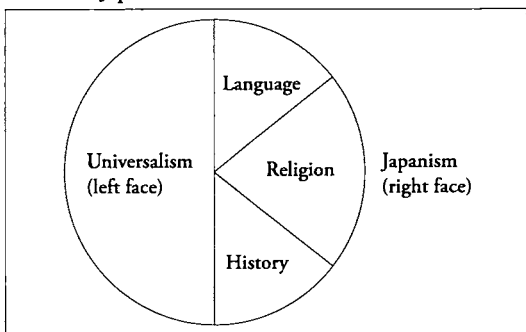 Language
Universalism
(left face)
Religion
Japanism
(right face)
History